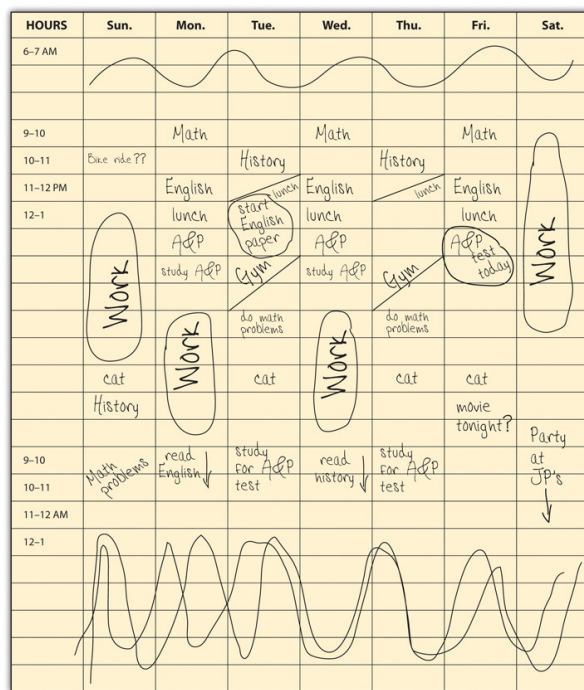 HOURS Sun. Mon. Tue. Wed. Thu. Fri. Sat.
6–7 AM
9–10 Math Math Math
10–11 Bike ride?? History History
11–12 PM English lunch English lunch English
12–1 lunch start English paper lunch lunch
A&P A&P A&P test today
Work study A&P Gym study A&P Gym Work
Work do math problems Work do math problems
cat cat cat cat
History movie tonight?
Party at JP's
9–10 Math problems read English study for A&P test read history study for A&P test
10–11
11–12 AM
12–1